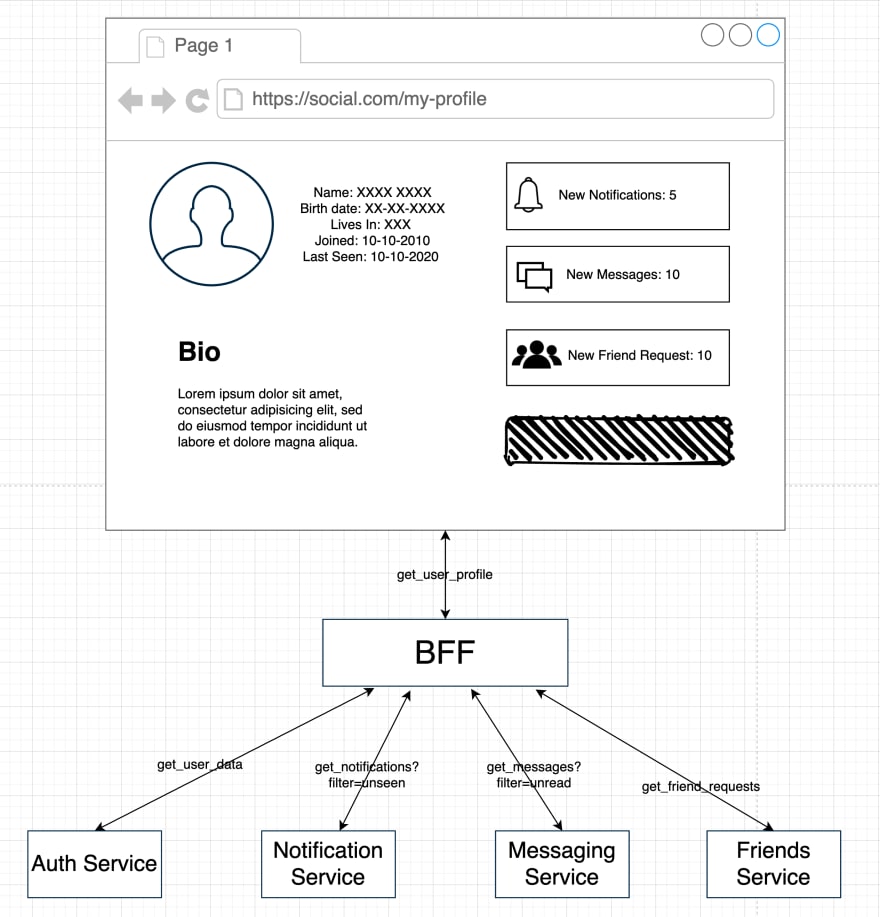 Page 1
https://social.com/my-profile
Name: XXXX XXXX
Birth date: XX-XX-XXXX
Lives In: XXX
Joined: 10-10-2010
Last Seen: 10-10-2020
New Notifications: 5
New Messages: 10
New Friend Request: 10
Bio
Lorem ipsum dolor sit amet,
consectetur adipisicing elit, sed
do eiusmod tempor incididunt ut
labore et dolore magna aliqua.
get_user_profile
BFF
get_user_data
get_notifications?
filter=unseen
get_messages?
filter=unread
get_friend_requests
Auth Service
Notification
Service
Messaging
Service
Friends
Service